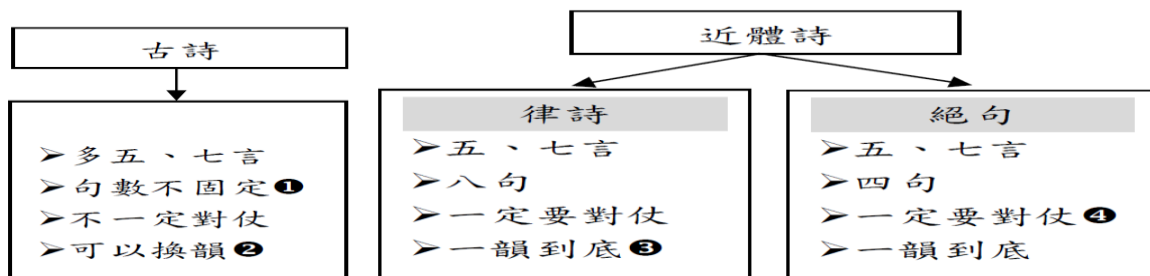 古詩
➢多五、七言
➢句數不固定❶
➢不一定對仗
➢可以換韻❷
近體詩
律詩
➢五、七言
➢八句
➢一定要對仗
➢一韻到底❸
絕句
➢五、七言
➢四句
➢一定要對仗❹
➢一韻到底